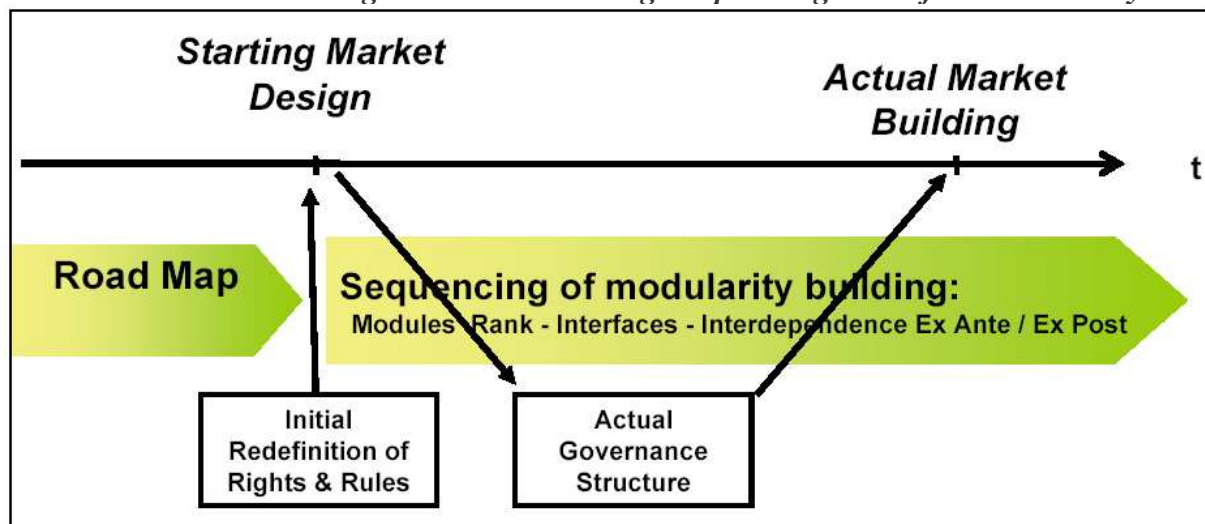 Starting Market
Design
Actual Market
Building
t
Road Map
Sequencing of modularity building:
Modules Rank - Interfaces - Interdependence Ex Ante / Ex Post
Initial
Redefinition of
Rights & Rules
Actual
Governance
Structure